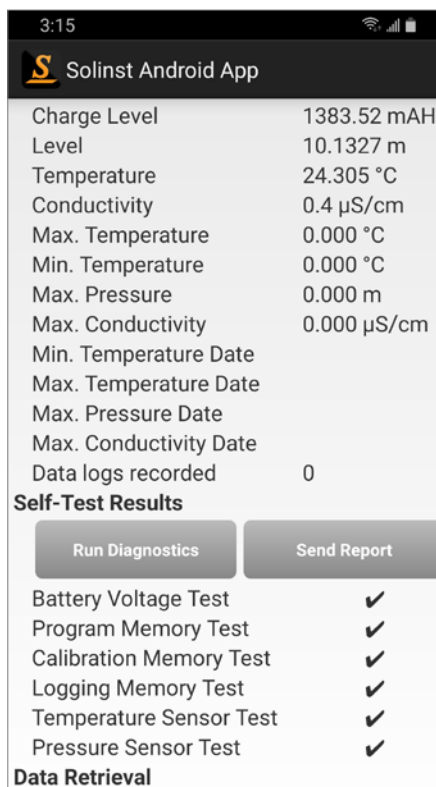 3:15
S Solinst Android App
Charge Level 1383.52 mAH
Level 10.1327 m
Temperature 24.305 °C
Conductivity 0.4 µS/cm
Max. Temperature 0.000 °C
Min. Temperature 0.000 °C
Max. Pressure 0.000 m
Max. Conductivity 0.000 µS/cm
Min. Temperature Date
Max. Temperature Date
Max. Pressure Date
Max. Conductivity Date
Data logs recorded 0
Self-Test Results
Run Diagnostics Send Report
Battery Voltage Test ✔
Program Memory Test ✔
Calibration Memory Test ✔
Logging Memory Test ✔
Temperature Sensor Test ✔
Pressure Sensor Test ✔
Data Retrieval